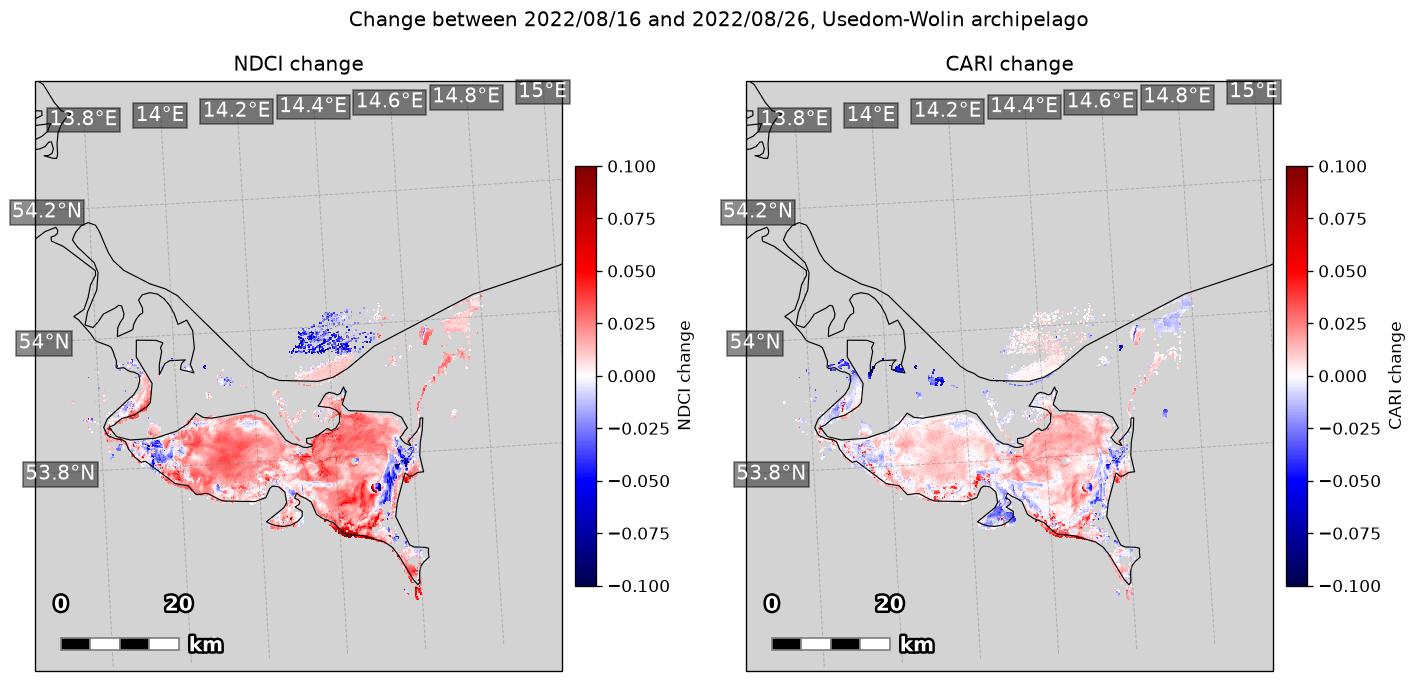 Change between 2022/08/16 and 2022/08/26, Usedom-Wolin archipelago
NDCI change
13.8°E
14°E
14.2°E
14.4°E
14.6°E
14.8°E
15°E
54.2°N
54°N
53.8°N
0
20
km
0.100
0.075
0.050
0.025
0.000
−0.025
−0.050
−0.075
−0.100
NDCI change
CARI change
13.8°E
14°E
14.2°E
14.4°E
14.6°E
14.8°E
15°E
54.2°N
54°N
53.8°N
0
20
km
0.100
0.075
0.050
0.025
0.000
−0.025
−0.050
−0.075
−0.100
CARI change